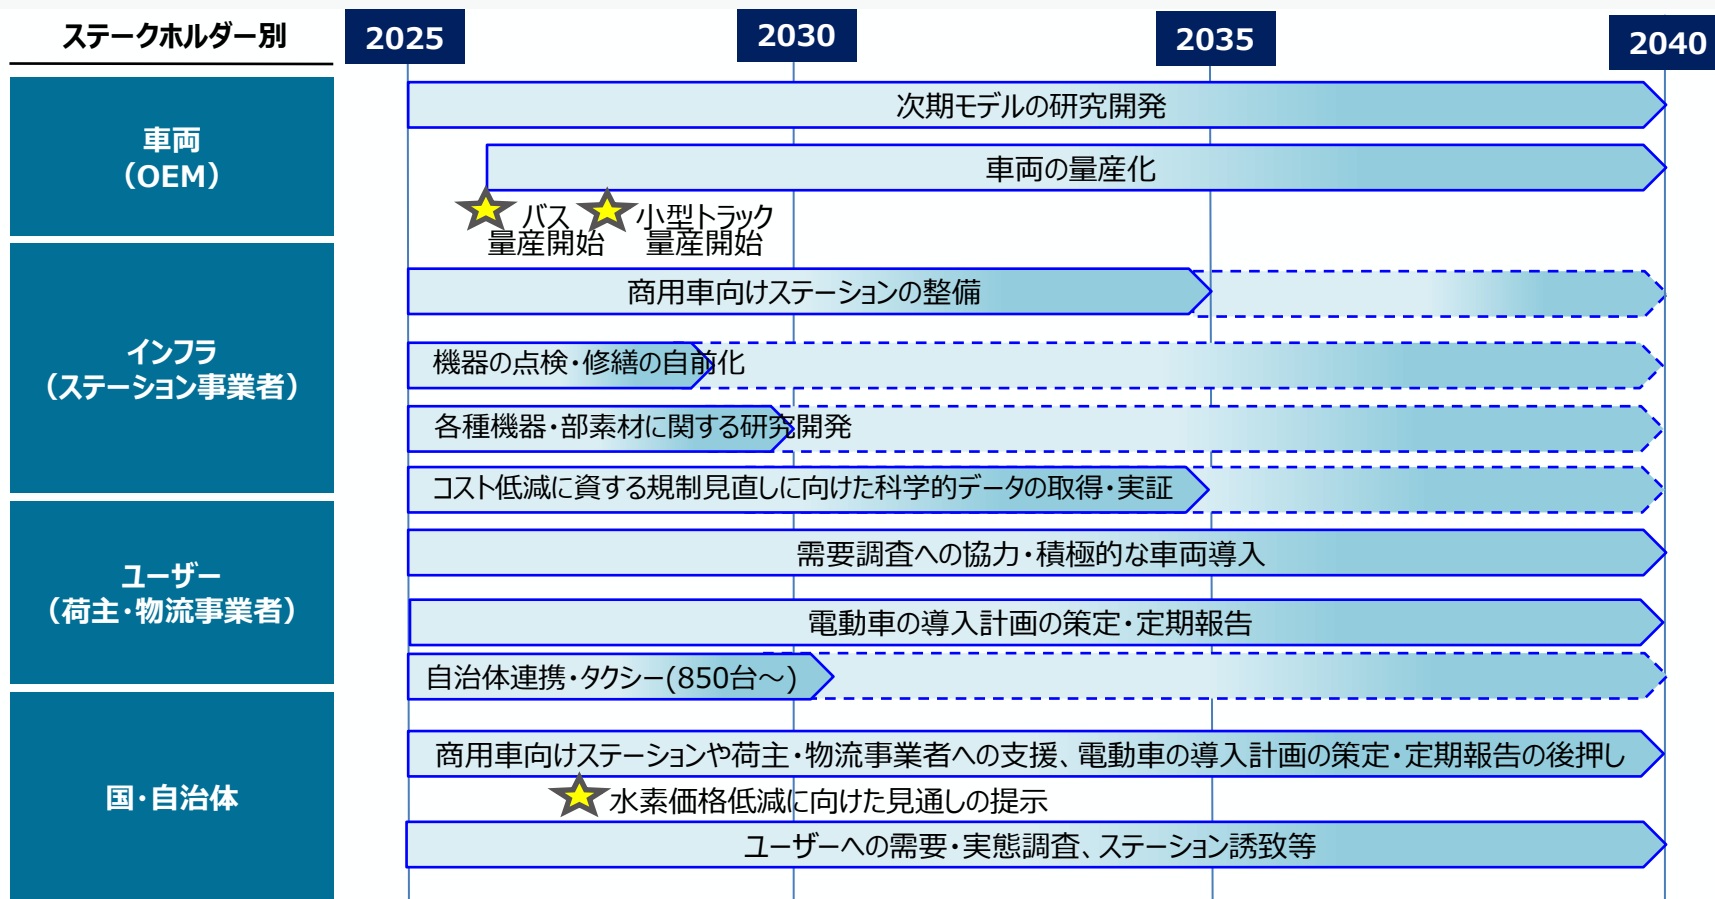 ステークホルダー別
2025
2030
2035
2040
車両
(OEM)
次期モデルの研究開発
車両の量産化
バス
量産開始
小型トラック
量産開始
インフラ
(ステーション事業者)
商用車向けステーションの整備
機器の点検・修繕の自前化
各種機器・部素材に関する研究開発
コスト低減に資する規制見直しに向けた科学的データの取得・実証
ユーザー
(荷主・物流事業者)
需要調査への協力・積極的な車両導入
電動車の導入計画の策定・定期報告
自治体連携・タクシー(850台～)
国・自治体
商用車向けステーションや荷主・物流事業者への支援、電動車の導入計画の策定・定期報告の後押し
水素価格低減に向けた見通しの提示
ユーザーへの需要・実態調査、ステーション誘致等